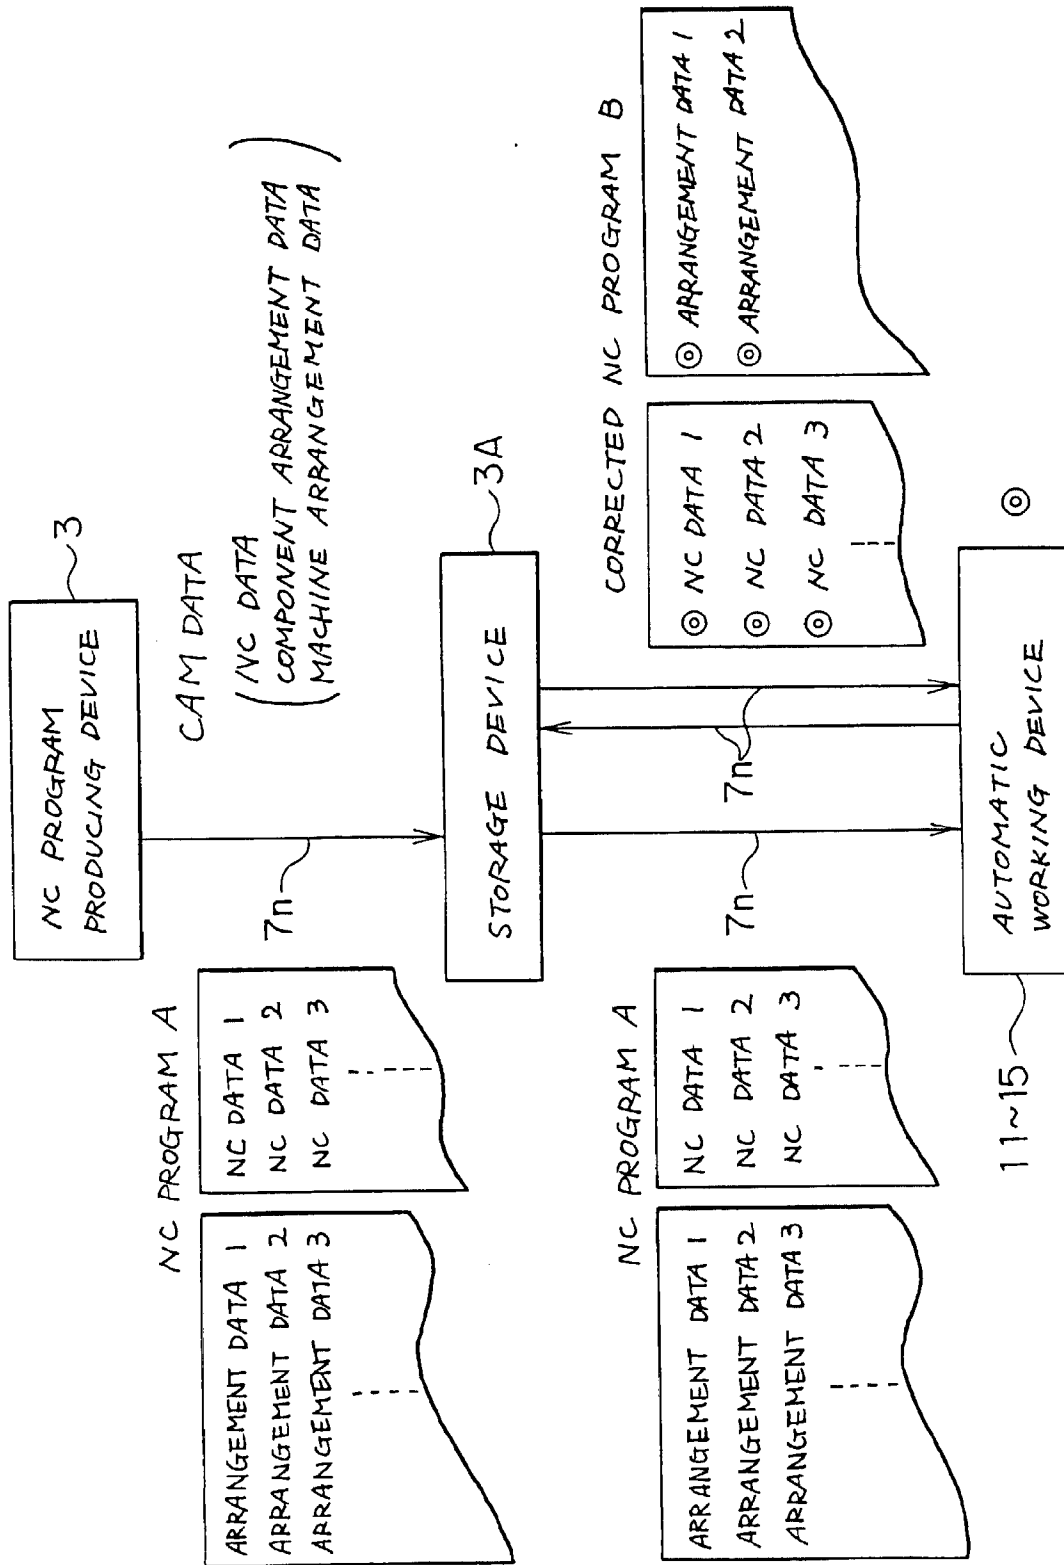 NC PROGRAM
PRODUCING DEVICE
3
CAM DATA
NC DATA
COMPONENT ARRANGEMENT DATA
MACHINE ARRANGEMENT DATA
NC PROGRAM A
ARRANGEMENT DATA 1
ARRANGEMENT DATA 2
ARRANGEMENT DATA 3
NC DATA 1
NC DATA 2
NC DATA 3
7n
STORAGE DEVICE
3A
NC PROGRAM A
ARRANGEMENT DATA 1
ARRANGEMENT DATA 2
ARRANGEMENT DATA 3
NC DATA 1
NC DATA 2
NC DATA 3
7n
7n
CORRECTED NC PROGRAM B
◎ NC DATA 1
◎ NC DATA 2
◎ NC DATA 3
◎ ARRANGEMENT DATA 1
◎ ARRANGEMENT DATA 2
11~15
AUTOMATIC
WORKING DEVICE
◎